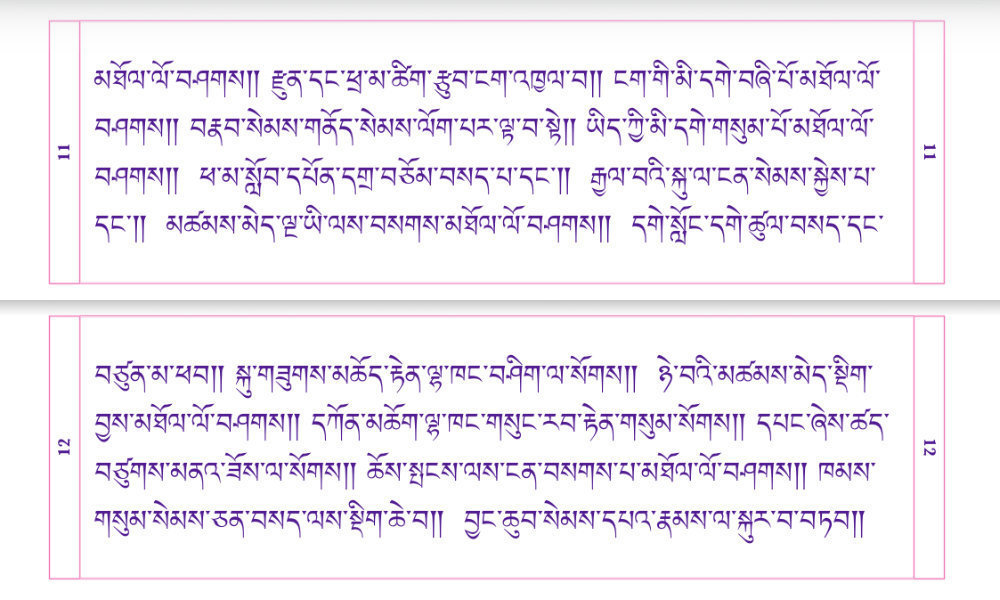 མཐོལ་ལོ་བཤགས།། རྫུན་དང་ཕྲ་མ་ཚིག་རྩུབ་ངག་འཁྱལ་བ།། ངག་གི་མི་དགེ་བཞི་པོ་མཐོལ་ལོ་
11
བཤགས།། བརྣབ་སེམས་གནོད་སེམས་ལོག་པར་ལྟ་བ་སྟེ།། ཡིད་ཀྱི་མི་དགེ་གསུམ་པོ་མཐོལ་ལོ་
11
བཤགས།། ཕ་མ་སློབ་དཔོན་དགྲ་བཅོམ་བསད་པ་དང་།། རྒྱལ་བའི་སྐུ་ལ་ངན་སེམས་སྐྱེས་པ་
དང་།། མཚམས་མེད་ལྔ་ཡི་ལས་བསགས་མཐོལ་ལོ་བཤགས།། དགེ་སློང་དགེ་ཚུལ་བསད་དང་
བཙུན་མ་ཕབ།། སྐུ་གཟུགས་མཆོད་རྟེན་ལྷ་ཁང་བཤིག་ལ་སོགས།། ཉེ་བའི་མཚམས་མེད་སྡིག་
12
བྱས་མཐོལ་ལོ་བཤགས།། དཀོན་མཆོག་ལྷ་ཁང་གསུང་རབ་རྟེན་གསུམ་སོགས།། དཔང་ཞེས་ཚད་
12
བཙུགས་མནའ་ཟོས་ལ་སོགས།། ཆོས་སྤངས་ལས་ངན་བསགས་པ་མཐོལ་ལོ་བཤགས།། ཁམས་
གསུམ་སེམས་ཅན་བསད་ལས་སྡིག་ཆེ་བ།། བྱང་ཆུབ་སེམས་དཔའ་རྣམས་ལ་སྐུར་བ་བཏབ།།